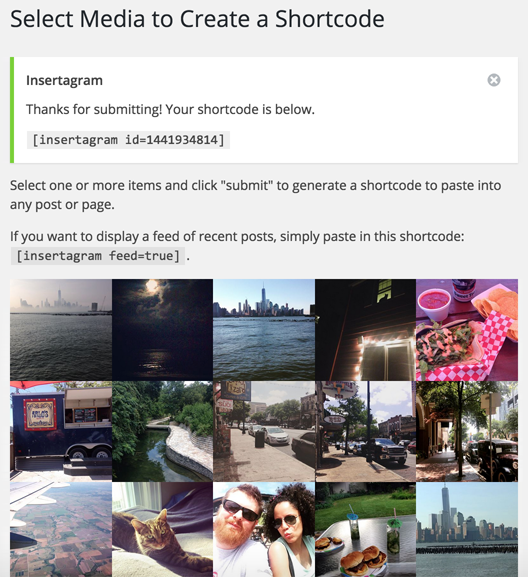 Select Media to Create a Shortcode
Insertagram
Thanks for submitting! Your shortcode is below.
[insertagram id=1441934814]
Select one or more items and click "submit" to generate a shortcode to paste into
any post or page.
If you want to display a feed of recent posts, simply paste in this shortcode:
[insertagram feed=true] .